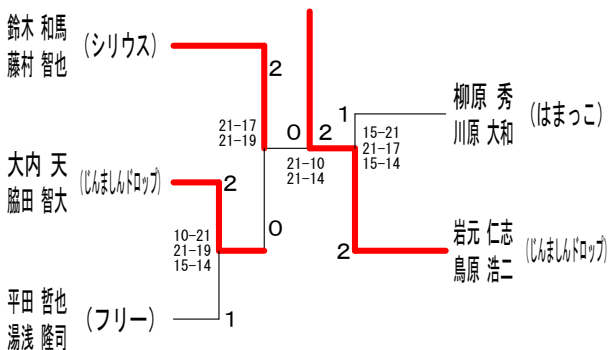 鈴木 和馬
藤村 智也
(シリウス)
2
21-17
21-19
0
大内 天
脇田 智大
(じんましんドロップ)
2
10-21
21-19
15-14
0
平田 哲也
湯浅 隆司
(フリー)
1
2
21-10
21-14
1
15-21
21-17
15-14
2
柳原 秀
川原 大和
(はまっこ)
岩元 仁志
鳥原 浩二
(じんましんドロップ)